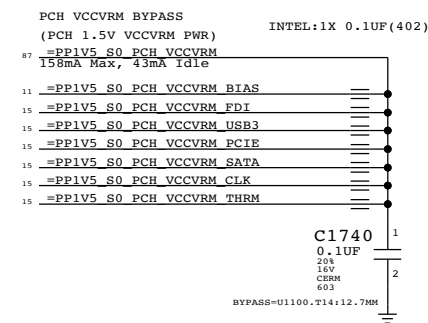 PCH VCCVRM BYPASS
(PCH 1.5V VCCVRM PWR)
INTEL:1X 0.1UF(402)
87 =PP1V5_S0_PCH_VCCVRM
158mA Max, 43mA Idle
11 =PP1V5_S0_PCH_VCCVRM_BIAS
15 =PP1V5_S0_PCH_VCCVRM_FDI
15 =PP1V5_S0_PCH_VCCVRM_USB3
15 =PP1V5_S0_PCH_VCCVRM_PCIE
15 =PP1V5_S0_PCH_VCCVRM_SATA
15 =PP1V5_S0_PCH_VCCVRM_CLK
15 =PP1V5_S0_PCH_VCCVRM_THRM
C1740
1
0.1UF
20%
16V
CERM
603
2
BYPASS=U1100.T14:12.7MM